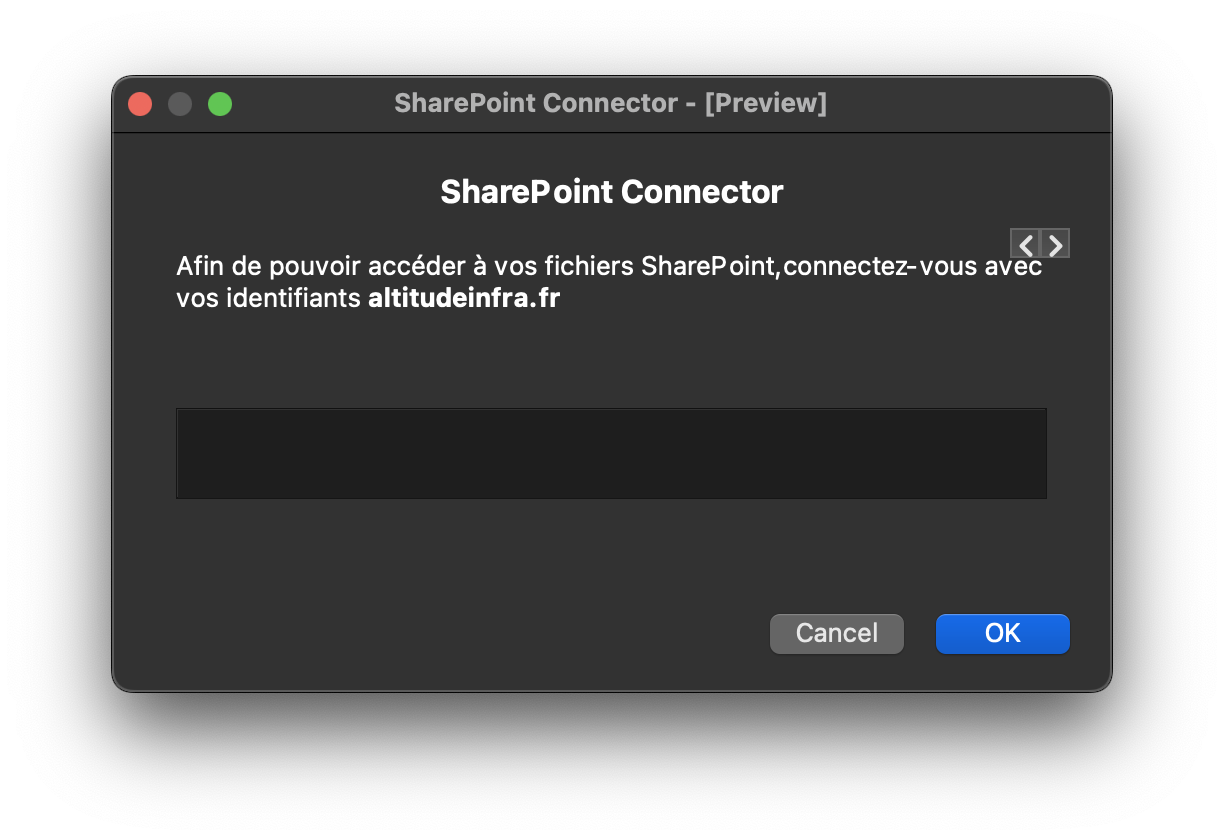 SharePoint Connector - [Preview]
SharePoint Connector
Afin de pouvoir accéder à vos fichiers SharePoint,connectez-vous avec
vos identifiants altitudeinfra.fr
Cancel
OK